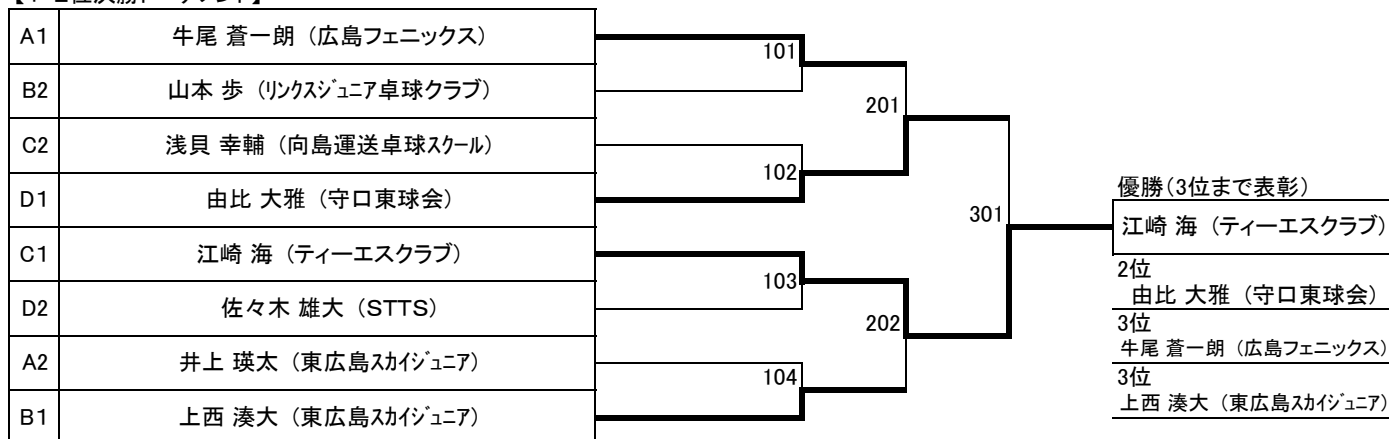 A1 牛尾 蒼一朗 (広島フェニックス)
B2 山本 歩 (ﾘﾝｸｽｼﾞｭﾆｱ卓球クラブ)
C2 浅貝 幸輔 (向島運送卓球ｽｸｰﾙ)
D1 由比 大雅 (守口東球会)
C1 江崎 海 (ティーエスクラブ)
D2 佐々木 雄大 (STTS)
A2 井上 瑛太 (東広島ｽｶｲｼﾞｭﾆｱ)
B1 上西 湊大 (東広島ｽｶｲｼﾞｭﾆｱ)
101
102
103
104
201
202
301
優勝(3位まで表彰)
江崎 海 (ティーエスクラブ)
2位
由比 大雅 (守口東球会)
3位
牛尾 蒼一朗 (広島フェニックス)
3位
上西 湊大 (東広島ｽｶｲｼﾞｭﾆｱ)